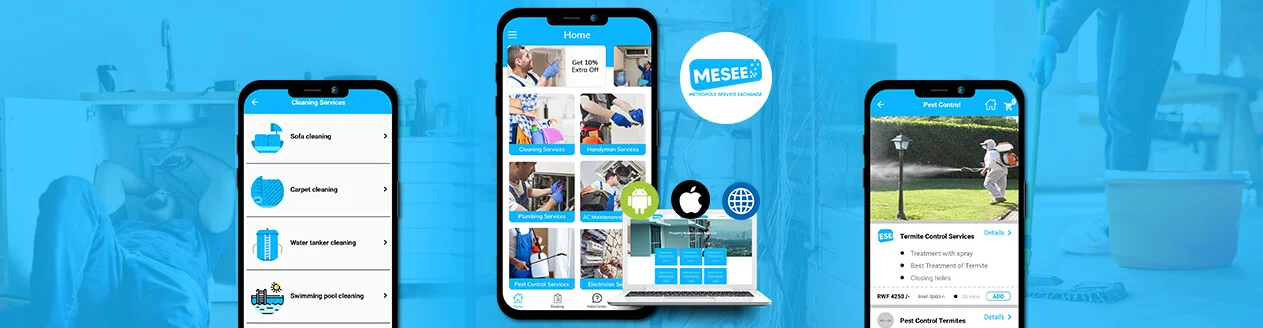 Cleaning Services
Sofa cleaning
Carpet cleaning
Water tanker cleaning
Swimming pool cleaning
Home
Get 10%
Extra Off
Cleaning Services
Handyman Services
Plumbing Services
AC Maintenance
Pest Control Services
Electrician Se
Home
Booking
Help Center
MESEE
METROPOLE SERVICE EXCHANGE
Pest Control
ESEE
Termite Control Services
Details
Treatment with spray
Best Treatment of Termite
Closing holes
RWF 4250 /-
RWF 5000 /-
ADD
Pest Control Termites
Details